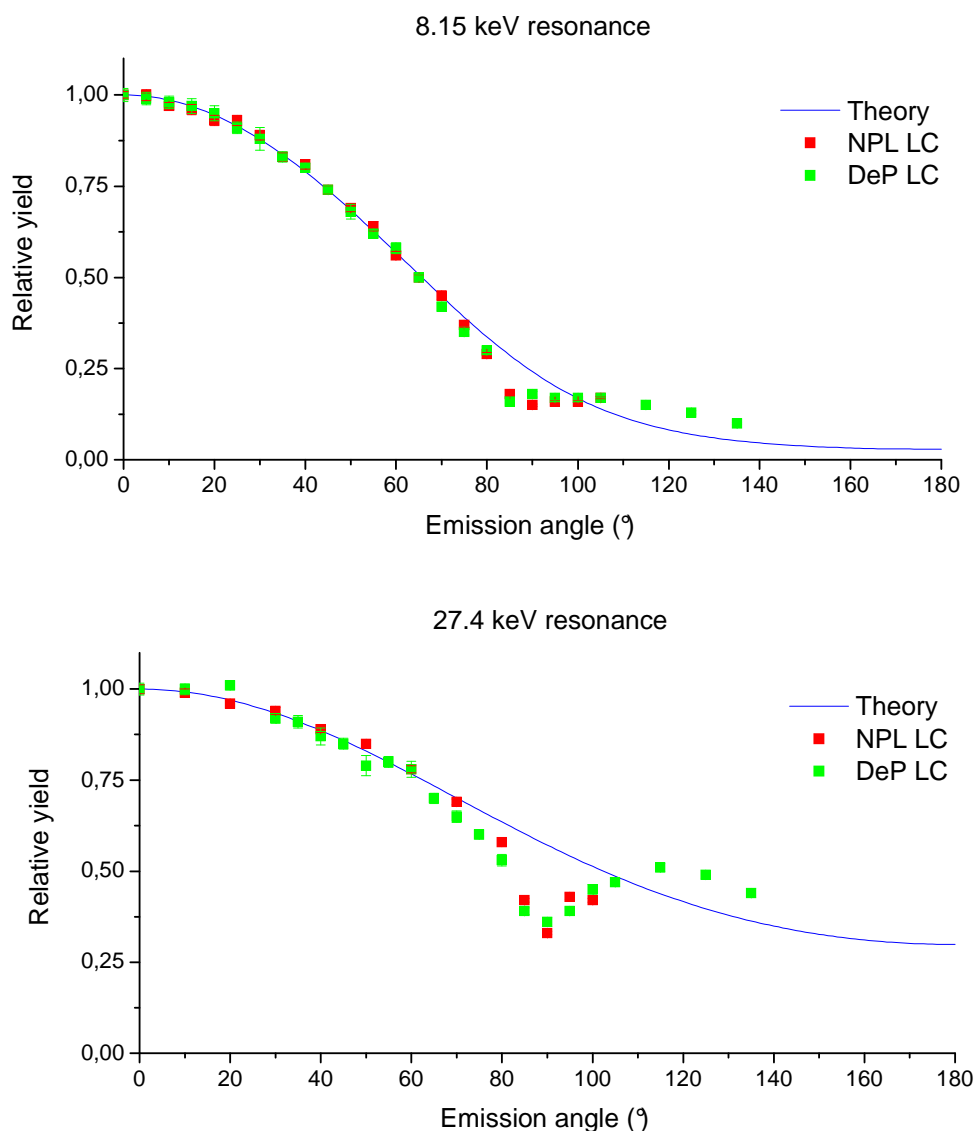 8.15 keV resonance
1,00
0,75
0,50
0,25
0,00
Relative yield
Theory
NPL LC
DeP LC
0 20 40 60 80 100 120 140 160 180
Emission angle (°)
27.4 keV resonance
1,00
0,75
0,50
0,25
0,00
Relative yield
Theory
NPL LC
DeP LC
0 20 40 60 80 100 120 140 160 180
Emission angle (°)